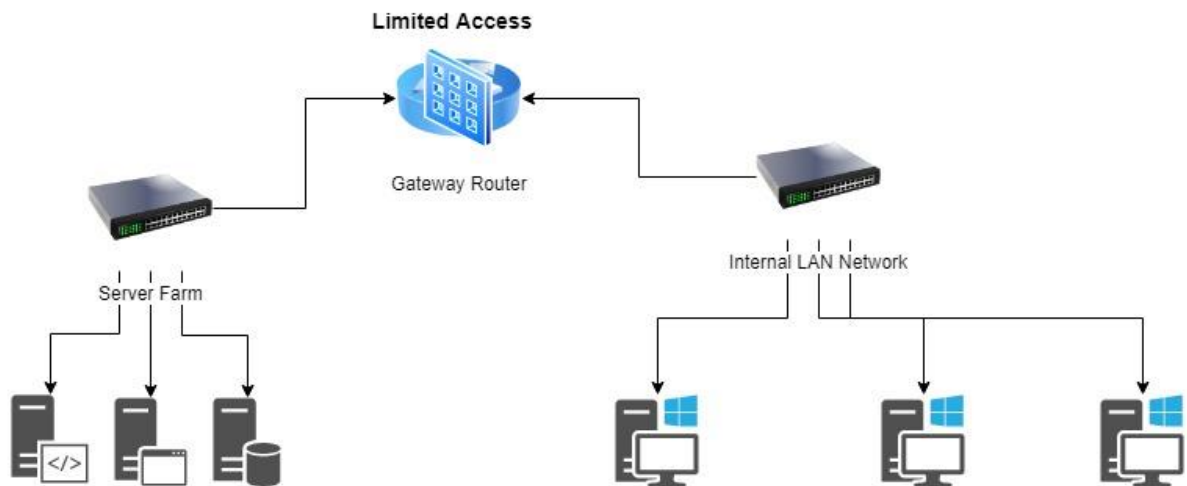 Limited Access
Gateway Router
Internal LAN Network
Server Farm
</>